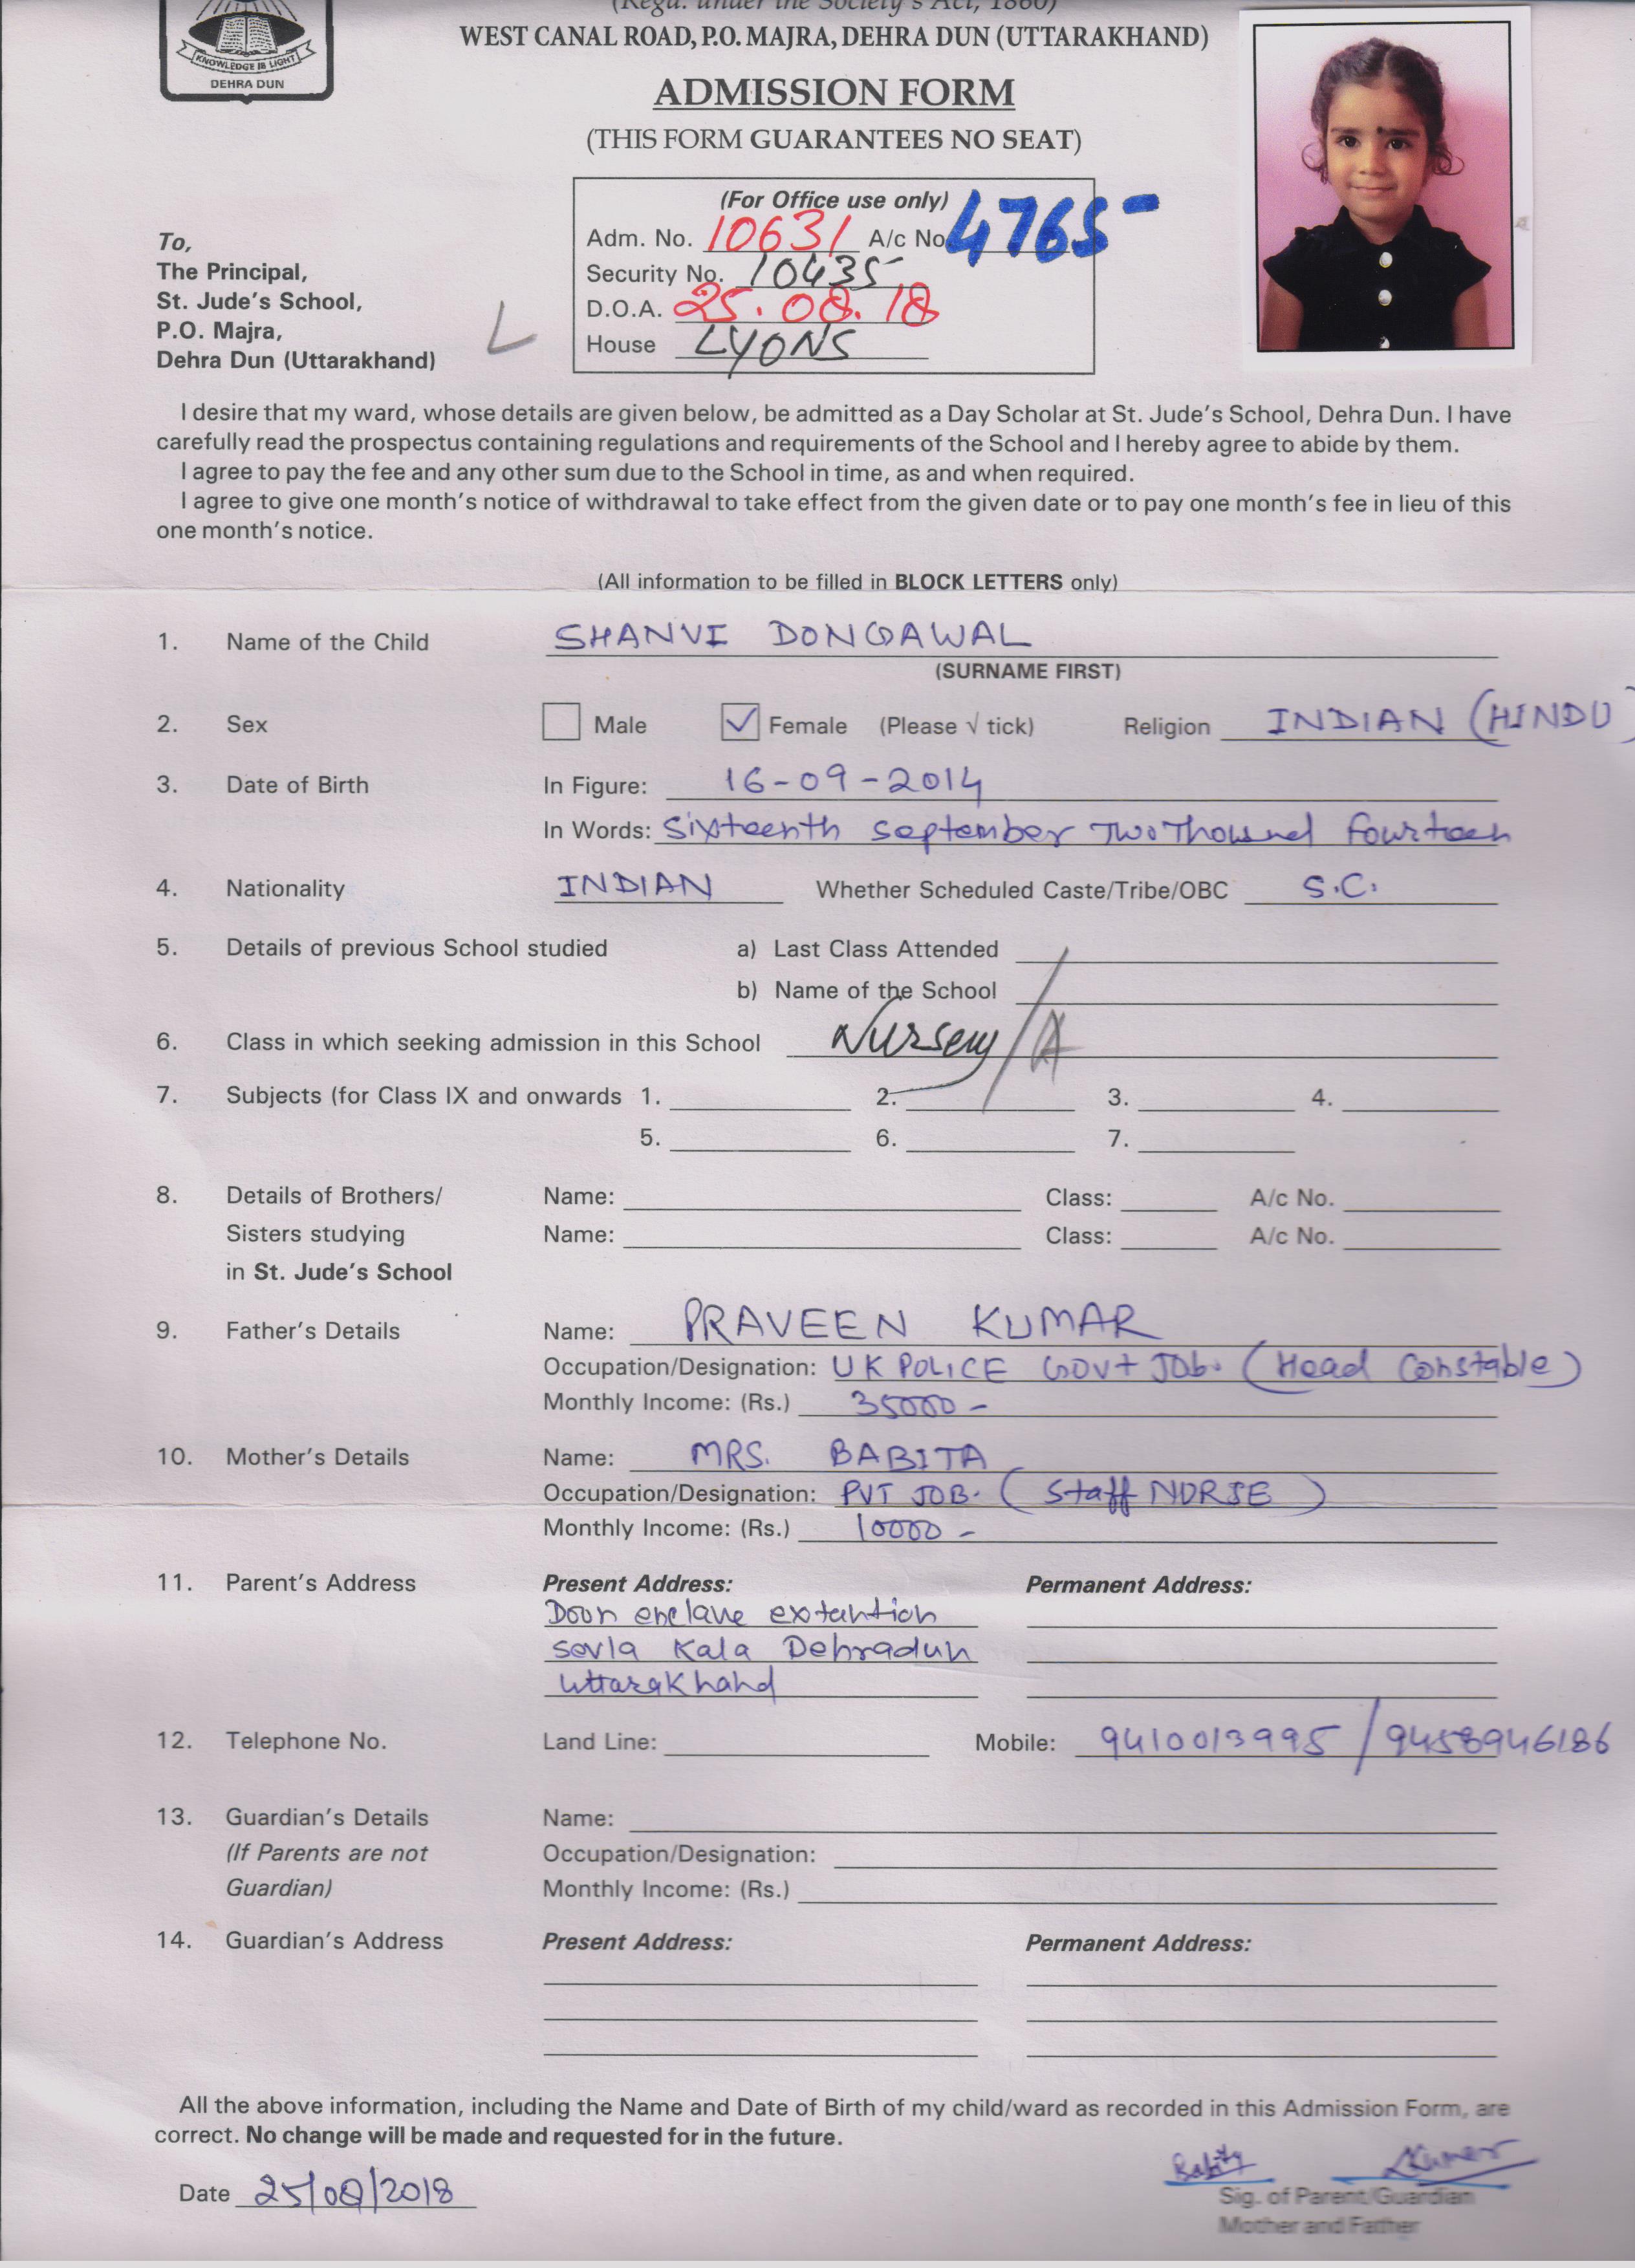 (Regd. under the Society's Act, 1860)
WEST CANAL ROAD, P.O. MAJRA, DEHRA DUN (UTTARAKHAND)
KNOWLEDGE IS LIGHT
DEHRA DUN
ADMISSION FORM
(THIS FORM GUARANTEES NO SEAT)
(For Office use only)
Adm. No. 10631 A/c No 4765
Security No. 10435
D.O.A. 25.08.18
House LYONS
To,
The Principal,
St. Jude's School,
P.O. Majra,
Dehra Dun (Uttarakhand)
I desire that my ward, whose details are given below, be admitted as a Day Scholar at St. Jude's School, Dehra Dun. I have
carefully read the prospectus containing regulations and requirements of the School and I hereby agree to abide by them.
I agree to pay the fee and any other sum due to the School in time, as and when required.
I agree to give one month's notice of withdrawal to take effect from the given date or to pay one month's fee in lieu of this
one month's notice.
(All information to be filled in BLOCK LETTERS only)
1. Name of the Child SHANVI DONGAWAL
(SURNAME FIRST)
2. Sex Male ✓ Female (Please √ tick) Religion INDIAN (HINDU)
3. Date of Birth In Figure: 16-09-2014
In Words: Sixteenth September Two Thousnd Fourteen
4. Nationality INDIAN Whether Scheduled Caste/Tribe/OBC S.C.
5. Details of previous School studied a) Last Class Attended
b) Name of the School
6. Class in which seeking admission in this School Nursery/A
7. Subjects (for Class IX and onwards 1. 2. 3. 4.
5. 6. 7.
8. Details of Brothers/ Name: Class: A/c No.
Sisters studying Name: Class: A/c No.
in St. Jude's School
9. Father's Details Name: PRAVEEN KUMAR
Occupation/Designation: UK POLICE GOVt JOb. (Head Constable)
Monthly Income: (Rs.) 35000 -
10. Mother's Details Name: MRS. BABITA
Occupation/Designation: PVT JOB. (Staff NURSE)
Monthly Income: (Rs.) 10000 -
11. Parent's Address Present Address: Permanent Address:
Doon enclave extantion
sevla Kala Dehradun
Uttarakhand
12. Telephone No. Land Line: Mobile: 9410013995 / 9458946186
13. Guardian's Details Name:
(If Parents are not Occupation/Designation:
Guardian) Monthly Income: (Rs.)
14. Guardian's Address Present Address: Permanent Address:
All the above information, including the Name and Date of Birth of my child/ward as recorded in this Admission Form, are
correct. No change will be made and requested for in the future.
Babita Kumar
Date 25/08/2018
Sig. of Parent/Guardian
Mother and Father